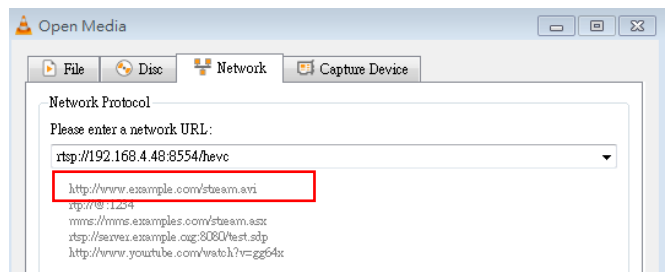 Open Media
File Disc Network Capture Device
Network Protocol
Please enter a network URL:
rtsp://192.168.4.48:8554/hevc
http://www.example.com/stream.avi
rtp://@:1234
mms://mms.examples.com/stream.asx
rtsp://server.example.org:8080/test.sdp
http://www.yourtube.com/watch?v=gg64x